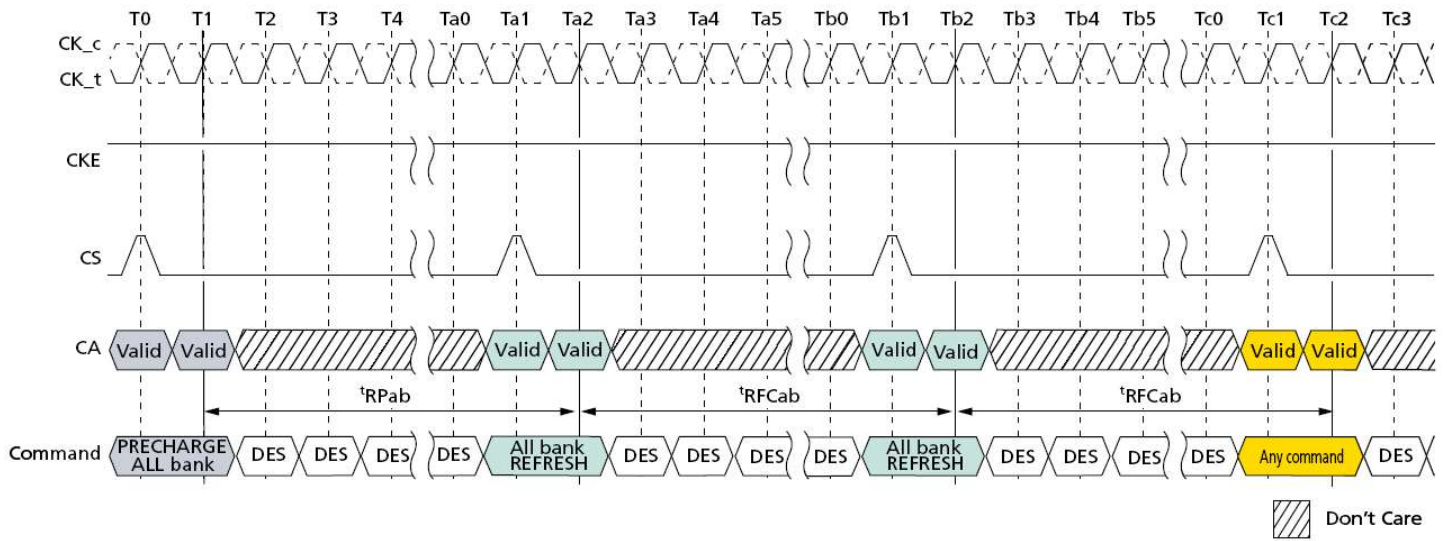 T0 T1 T2 T3 T4 Ta0 Ta1 Ta2 Ta3 Ta4 Ta5 Tb0 Tb1 Tb2 Tb3 Tb4 Tb5 Tc0 Tc1 Tc2 Tc3
CK_c
CK_t
CKE
CS
CA Valid Valid Valid Valid Valid Valid Valid Valid
tRPab tRFCab tRFCab
Command PRECHARGE ALL bank DES DES DES DES All bank REFRESH DES DES DES DES All bank REFRESH DES DES DES DES Any command DES
Don't Care